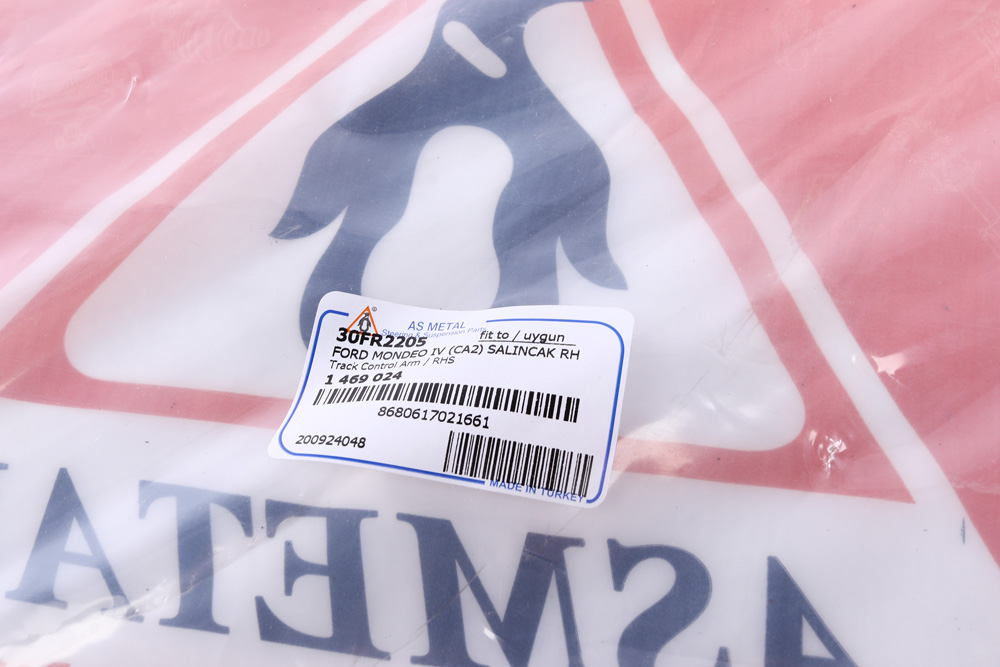 AS METAL
Steering & Suspension Parts
30FR2205
fit to / uygun
FORD MONDEO IV (CA2) SALINCAK RH
Track Control Arm / RHS
1 469 024
8680617021661
200924048
MADE IN TURKEY
ASMETA